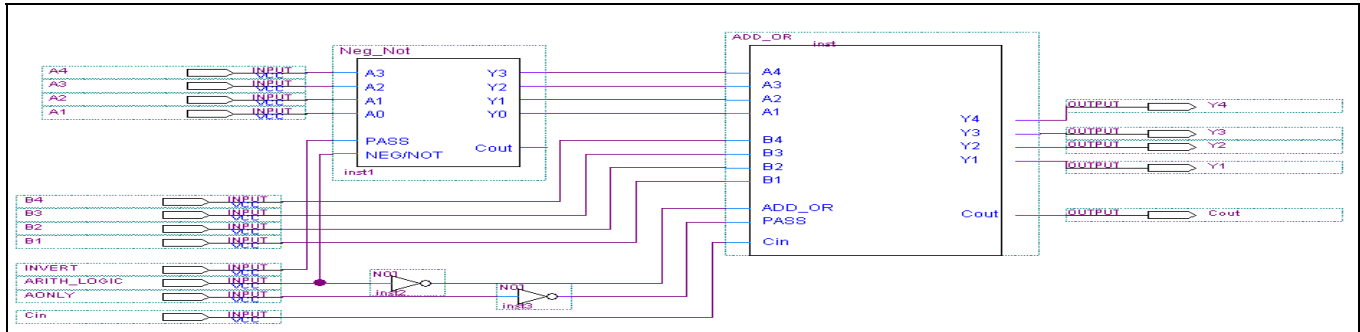 ADD_OR
inst
Neg_Not
A4 INPUT VCC
A3 INPUT VCC
A2 INPUT VCC
A1 INPUT VCC
A3 Y3
A2 Y2
A1 Y1
A0 Y0
PASS
NEG/NOT Cout
inst1
A4
A3
A2
A1
B4
B3
B2
B1
ADD_OR
PASS
Cin
Y4
Y3
Y2
Y1
Cout
OUTPUT Y4
OUTPUT Y3
OUTPUT Y2
OUTPUT Y1
OUTPUT Cout
B4 INPUT VCC
B3 INPUT VCC
B2 INPUT VCC
B1 INPUT VCC
INVERT INPUT VCC
ARITH_LOGIC INPUT VCC
AONLY INPUT VCC
Cin INPUT VCC
inst2
inst3